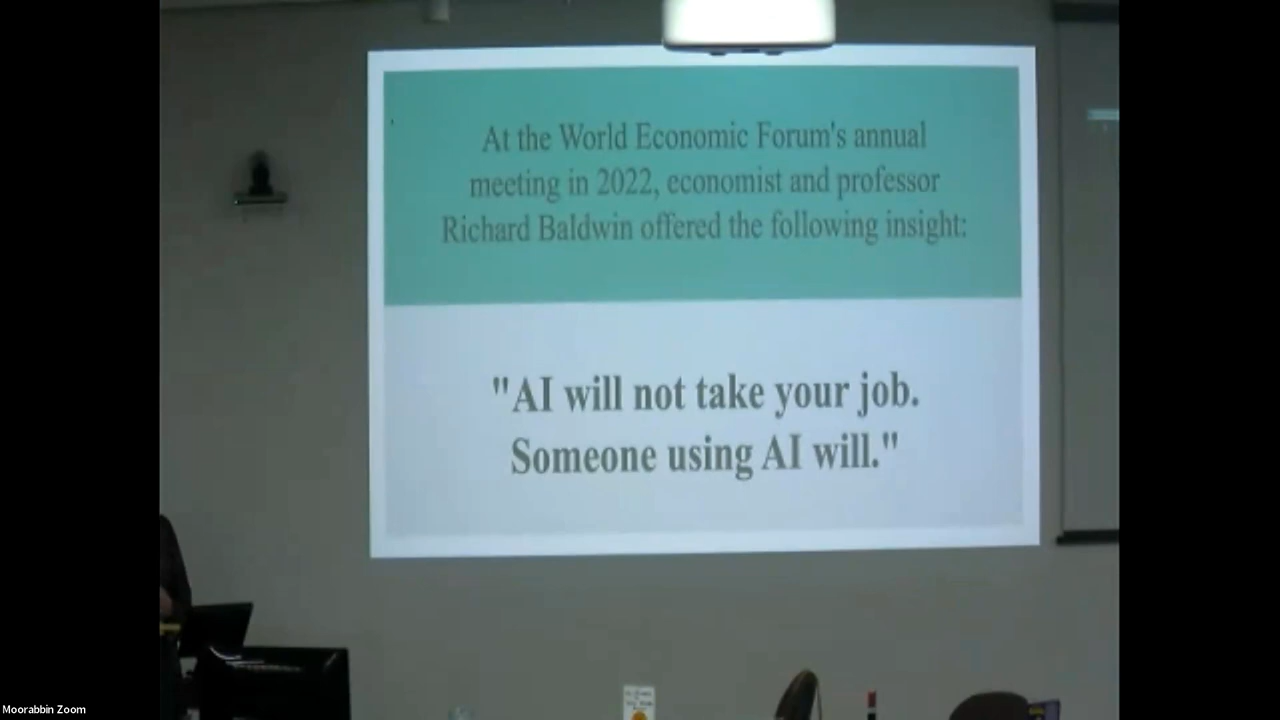 At the World Economic Forum's annual
meeting in 2022, economist and professor
Richard Baldwin offered the following insight:
"AI will not take your job.
Someone using AI will."
Moorabbin Zoom